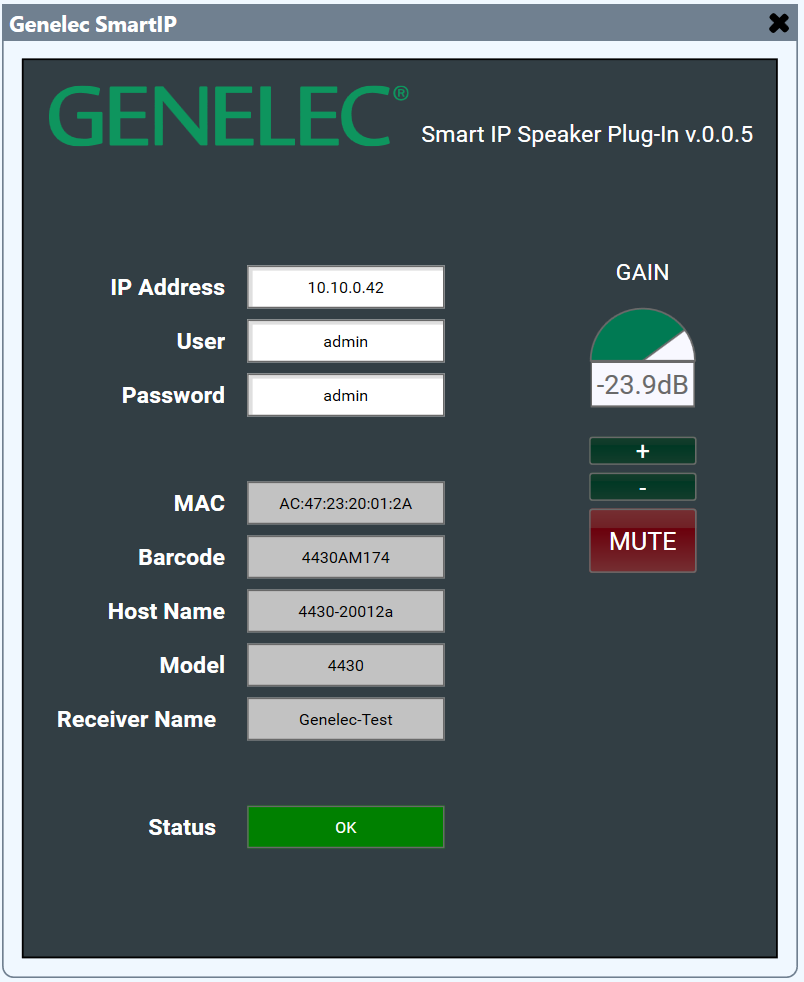 Genelec SmartIP
GENELEC®
Smart IP Speaker Plug-In v.0.0.5
IP Address 10.10.0.42
User admin
Password admin
MAC AC:47:23:20:01:2A
Barcode 4430AM174
Host Name 4430-20012a
Model 4430
Receiver Name Genelec-Test
Status OK
GAIN
-23.9dB
+
-
MUTE